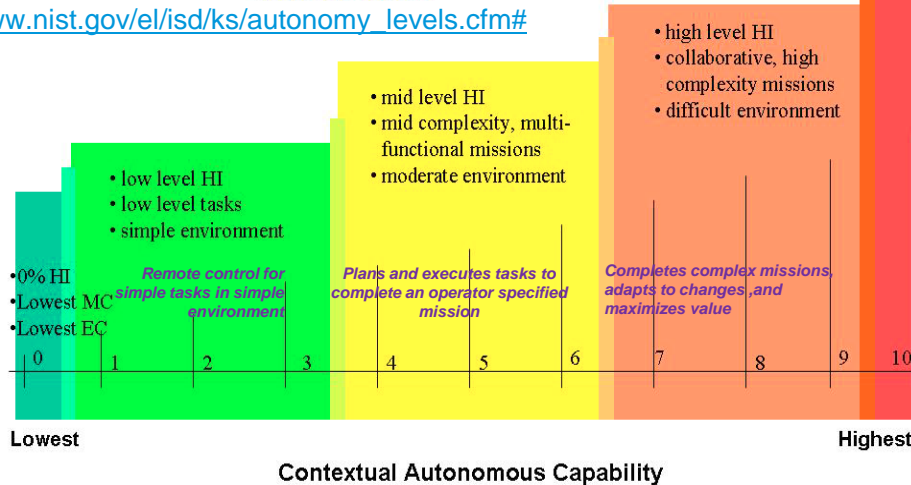 ww.nist.gov/el/isd/ks/autonomy_levels.cfm#
• high level HI
• collaborative, high
complexity missions
• difficult environment
• mid level HI
• mid complexity, multi-
functional missions
• moderate environment
• low level HI
• low level tasks
• simple environment
•0% HI
•Lowest MC
•Lowest EC
Remote control for
simple tasks in simple
environment
Plans and executes tasks to
complete an operator specified
mission
Completes complex missions,
adapts to changes ,and
maximizes value
0 1 2 3 4 5 6 7 8 9 10
Lowest Highest
Contextual Autonomous Capability